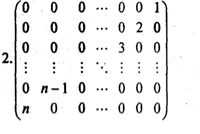 2.
0 0 0 ⋯ 0 0 1
0 0 0 ⋯ 0 2 0
0 0 0 ⋯ 3 0 0
⋮ ⋮ ⋮ ⋱ ⋮ ⋮ ⋮
0 n−1 0 ⋯ 0 0 0
n 0 0 ⋯ 0 0 0